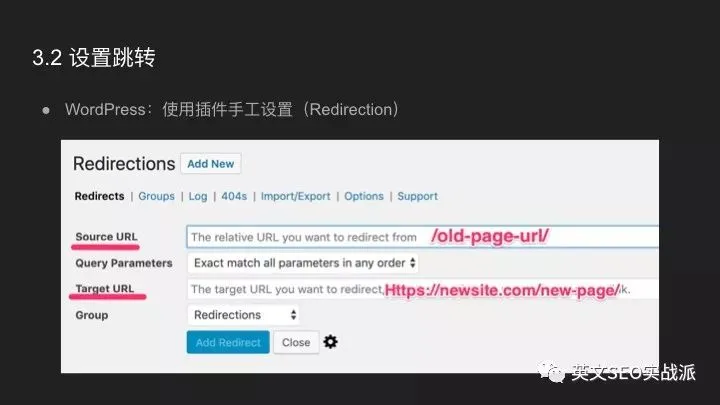 3.2 设置跳转
● WordPress：使用插件手工设置（Redirection）
Redirections Add New
Redirects | Groups | Log | 404s | Import/Export | Options | Support
Source URL The relative URL you want to redirect from /old-page-url/
Query Parameters Exact match all parameters in any order
Target URL The target URL you want to redirect, Https://newsite.com/new-page/ k.
Group Redirections
Add Redirect Close
英文SEO实战派